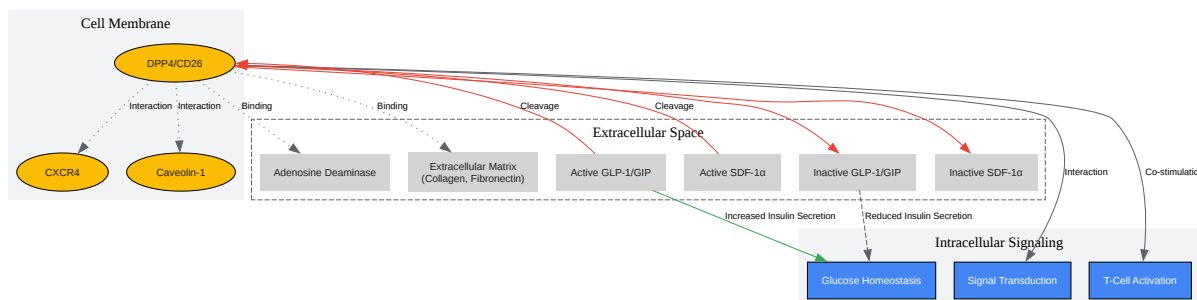 Cell Membrane
DPP4/CD26
Interaction
Interaction
Binding
Binding
Cleavage
Cleavage
Extracellular Space
CXCR4
Caveolin-1
Adenosine Deaminase
Extracellular Matrix
(Collagen, Fibronectin)
Active GLP-1/GIP
Active SDF-1α
Inactive GLP-1/GIP
Inactive SDF-1α
Interaction
Co-stimulatio
Increased Insulin Secretion
Reduced Insulin Secretion
Intracellular Signaling
Glucose Homeostasis
Signal Transduction
T-Cell Activation